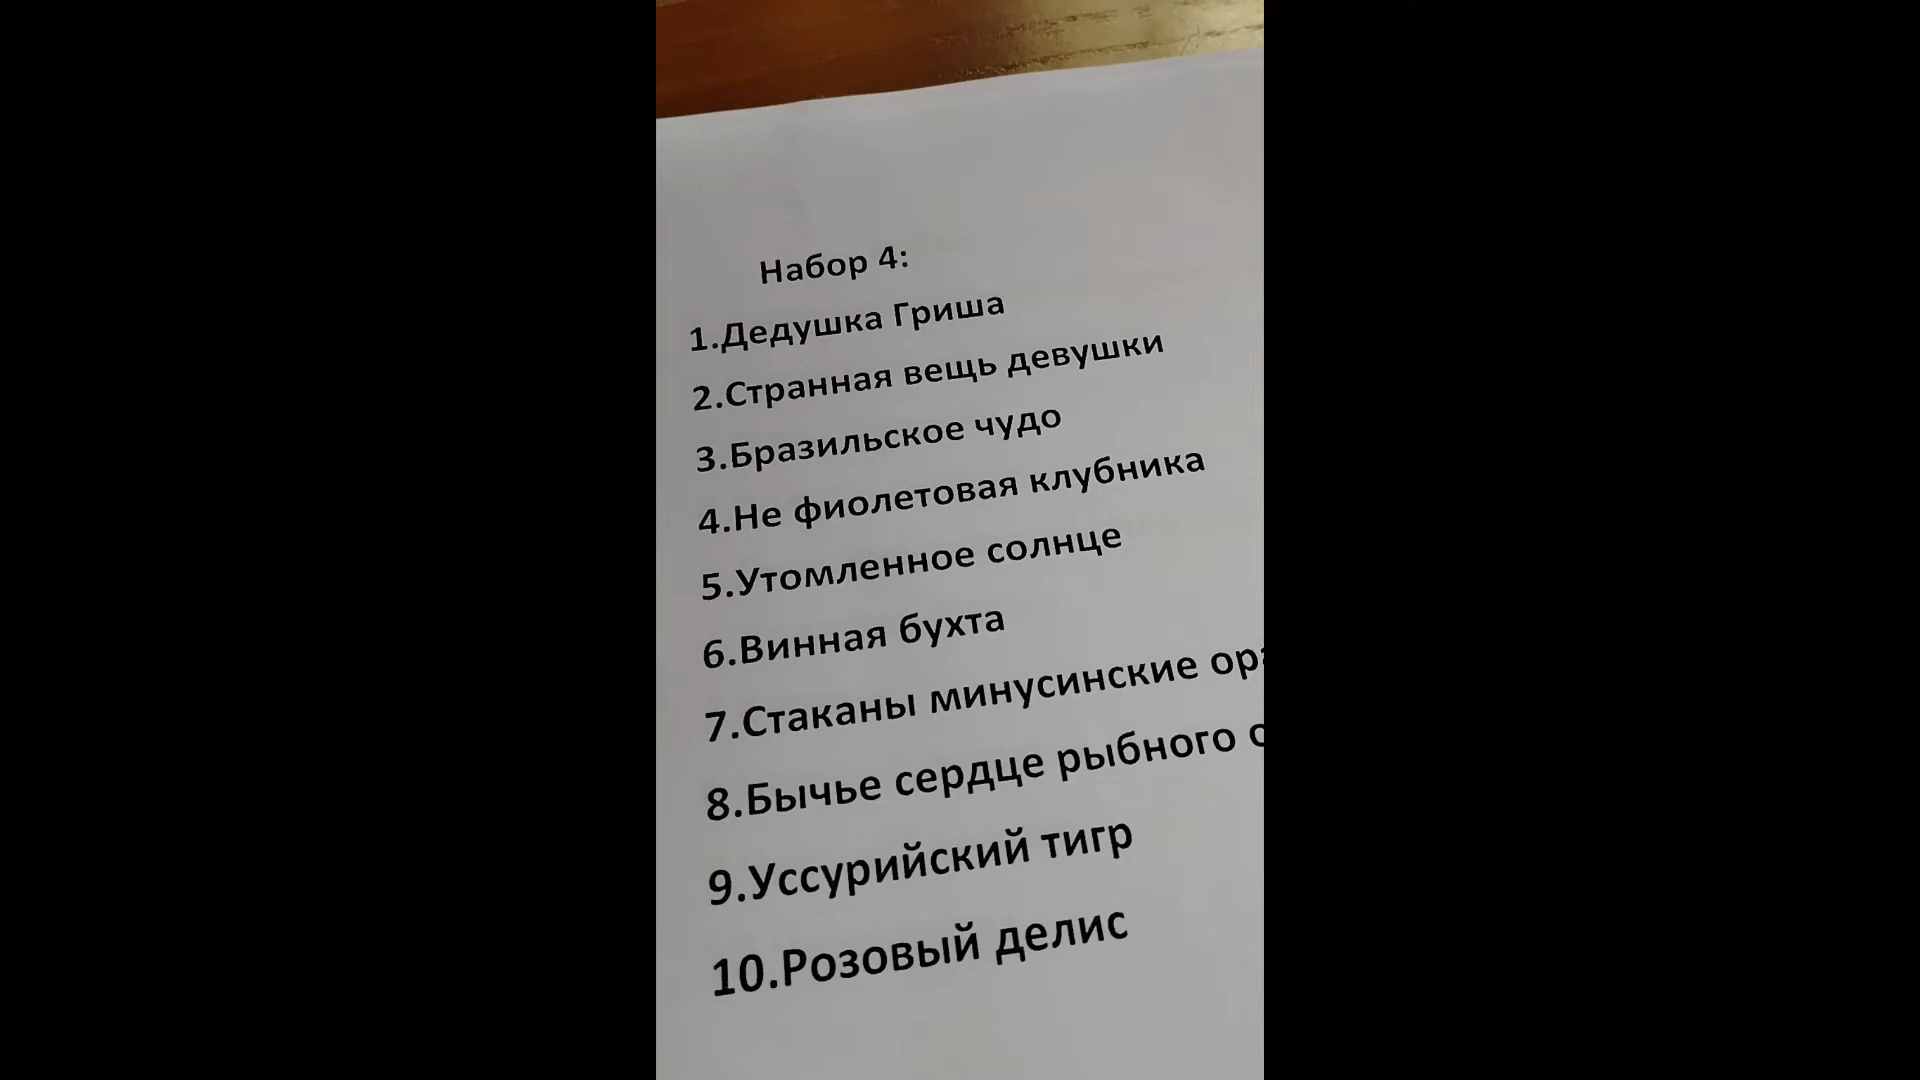 Набор 4:
1.Дедушка Гриша
2.Странная вещь девушки
3.Бразильское чудо
4.Не фиолетовая клубника
5.Утомленное солнце
6.Винная бухта
7.Стаканы минусинские
8.Бычье сердце рыбного
9.Уссурийский тигр
10.Розовый делис